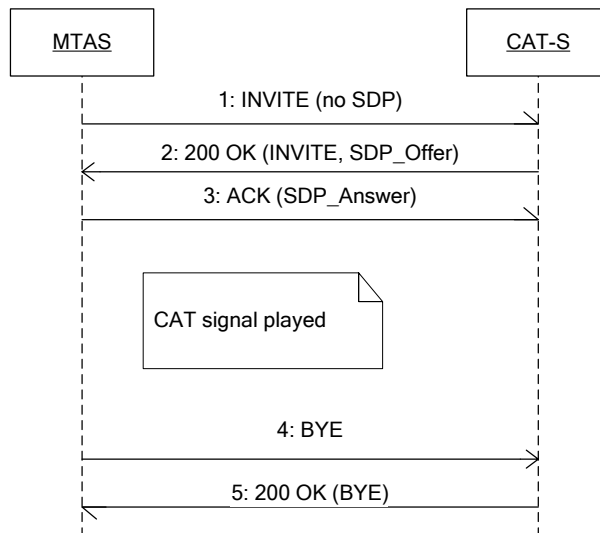 MTAS
CAT-S
1: INVITE (no SDP)
2: 200 OK (INVITE, SDP_Offer)
3: ACK (SDP_Answer)
CAT signal played
4: BYE
5: 200 OK (BYE)